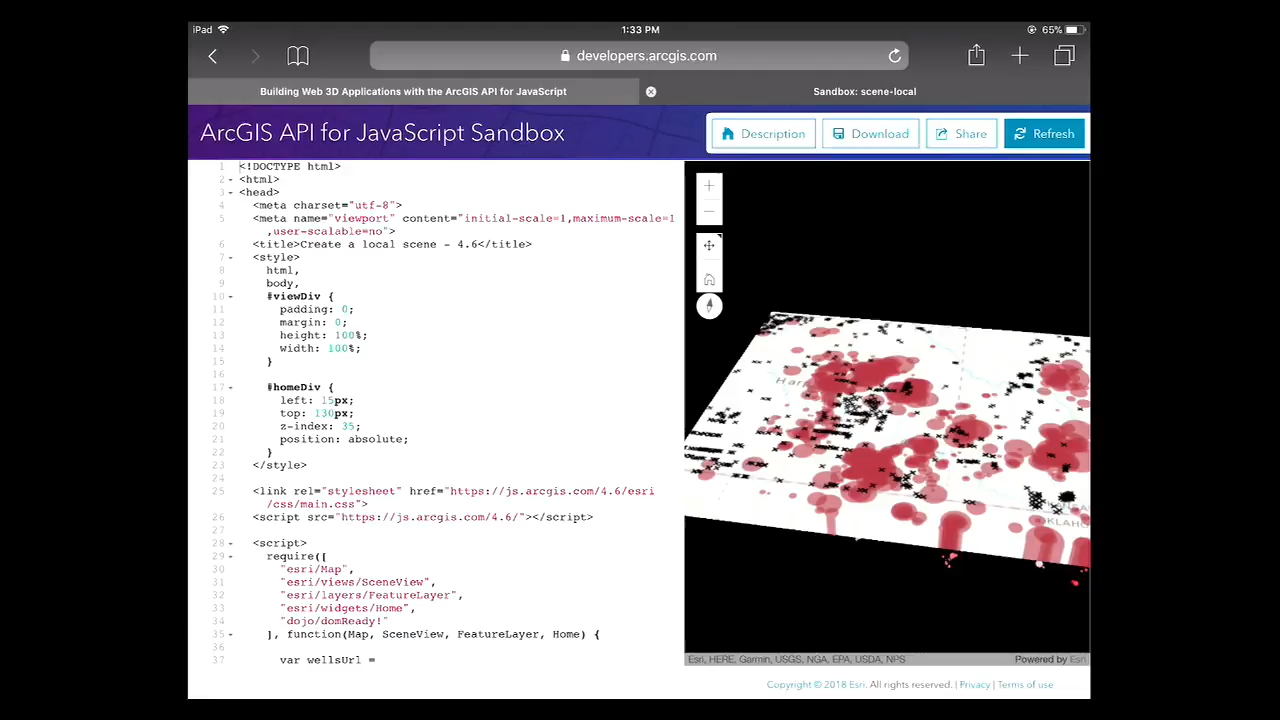 iPad
1:33 PM
65%
developers.arcgis.com
Building Web 3D Applications with the ArcGIS API for JavaScript
Sandbox: scene-local
ArcGIS API for JavaScript Sandbox
Description
Download
Share
Refresh
1 <!DOCTYPE html>
2 <html>
3 <head>
4 <meta charset="utf-8">
5 <meta name="viewport" content="initial-scale=1,maximum-scale=1
,user-scalable=no">
6 <title>Create a local scene - 4.6</title>
7 <style>
8 html,
9 body,
10 #viewDiv {
11 padding: 0;
12 margin: 0;
13 height: 100%;
14 width: 100%;
15 }
16
17 #homeDiv {
18 left: 15px;
19 top: 130px;
20 z-index: 35;
21 position: absolute;
22 }
23 </style>
24
25 <link rel="stylesheet" href="https://js.arcgis.com/4.6/esri
/css/main.css">
26 <script src="https://js.arcgis.com/4.6/"></script>
27
28 <script>
29 require([
30 "esri/Map",
31 "esri/views/SceneView",
32 "esri/layers/FeatureLayer",
33 "esri/widgets/Home",
34 "dojo/domReady!"
35 ], function(Map, SceneView, FeatureLayer, Home) {
36
37 var wellsUrl =
Esri, HERE, Garmin, USGS, NGA, EPA, USDA, NPS
Powered by Esri
Copyright © 2018 Esri. All rights reserved. | Privacy | Terms of use